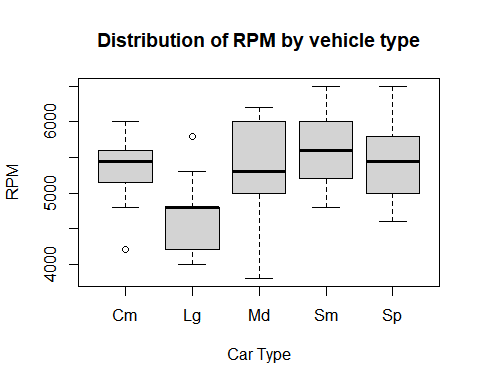 Distribution of RPM by vehicle type
RPM
6000
5000
4000
Cm Lg Md Sm Sp
Car Type